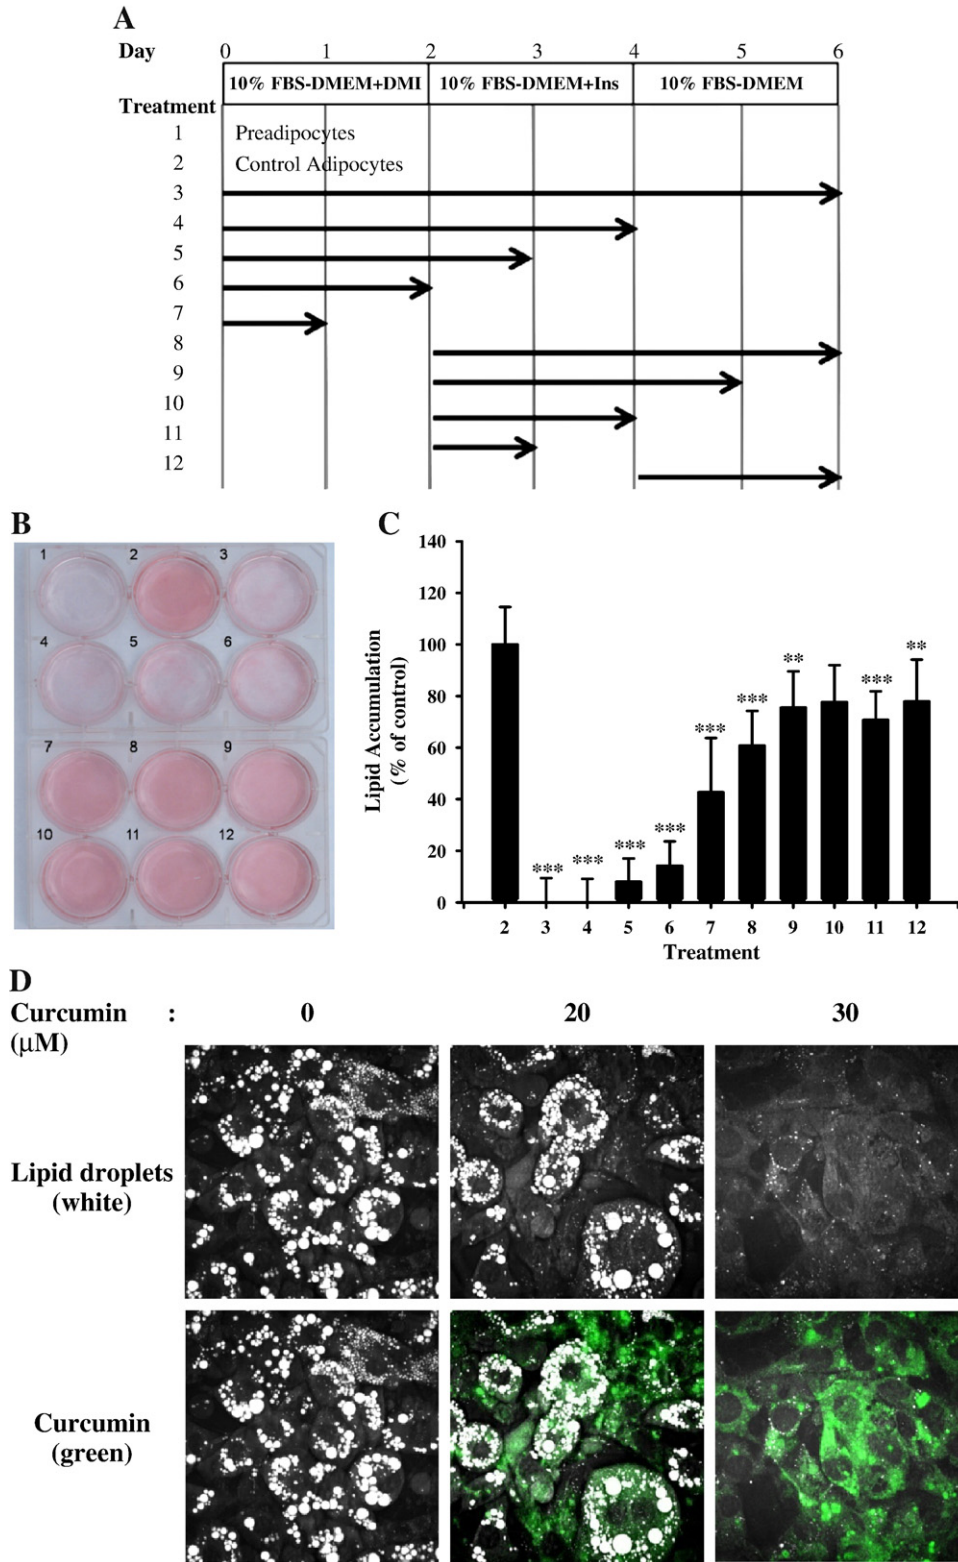 A
Day 0 1 2 3 4 5 6
10% FBS-DMEM+DMI 10% FBS-DMEM+Ins 10% FBS-DMEM
Treatment
1 Preadipocytes
2 Control Adipocytes
3
4
5
6
7
8
9
10
11
12
B
1 2 3
4 5 6
7 8 9
10 11 12
C
Lipid Accumulation
(% of control)
140
120
100
80
60
40
20
0
*** *** *** *** *** *** ** *** **
2 3 4 5 6 7 8 9 10 11 12
Treatment
D
Curcumin : 0 20 30
(μM)
Lipid droplets
(white)
Curcumin
(green)